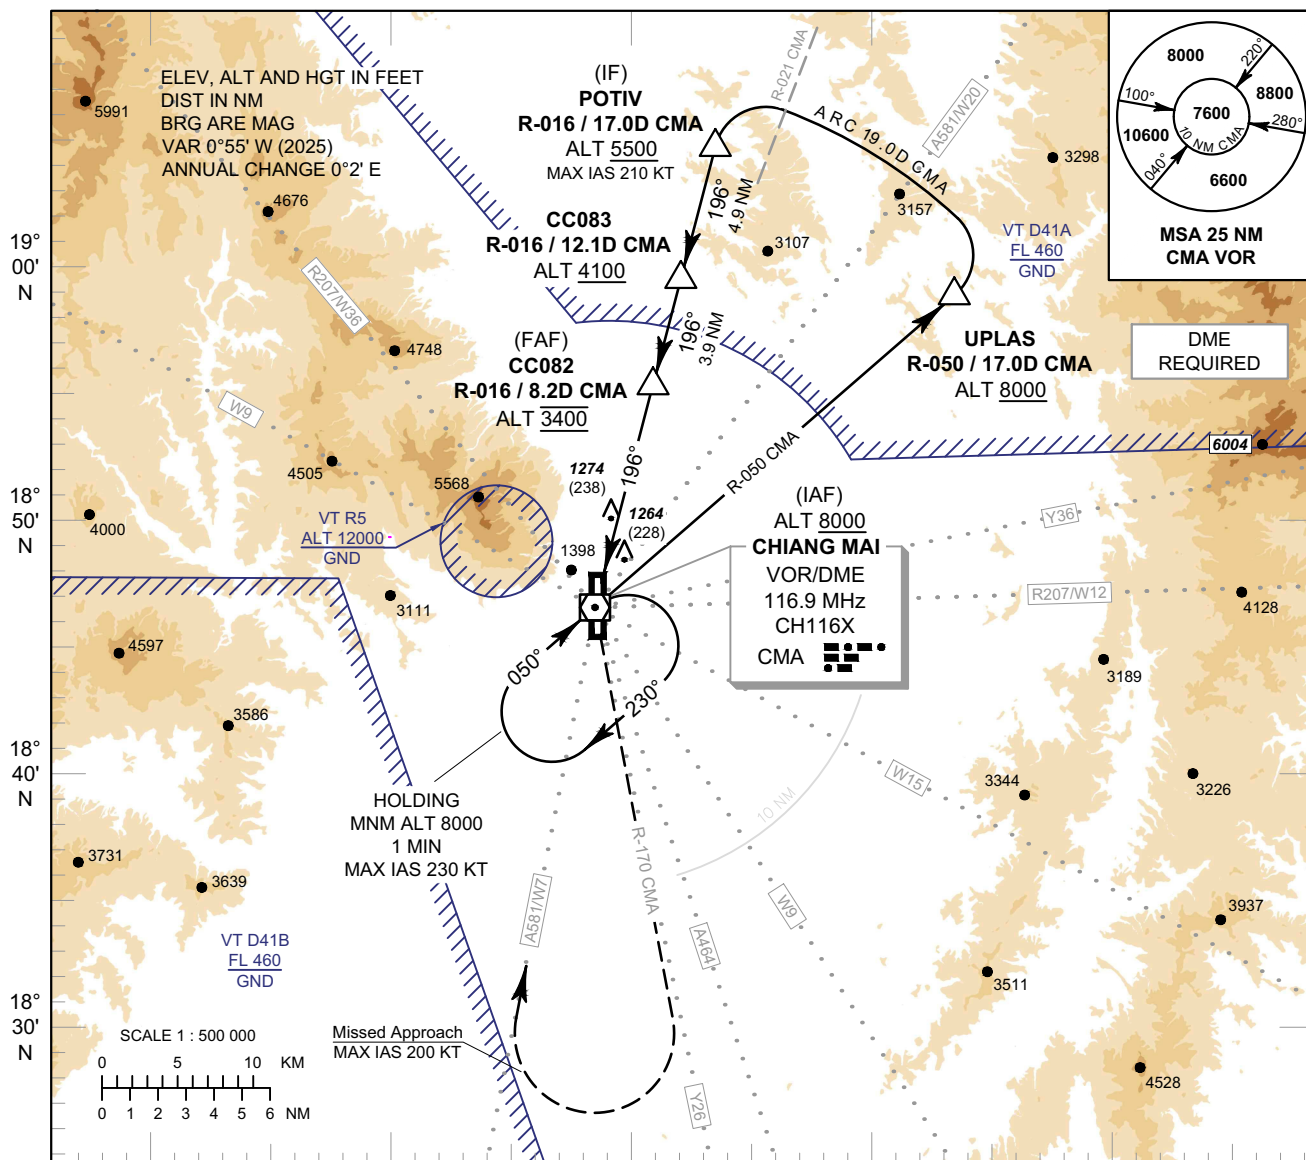 ELEV, ALT AND HGT IN FEET
DIST IN NM
BRG ARE MAG
VAR 0°55' W (2025)
ANNUAL CHANGE 0°2' E
(IF)
POTIV
R-016 / 17.0D CMA
ALT 5500
MAX IAS 210 KT
CC083
R-016 / 12.1D CMA
ALT 4100
(FAF)
CC082
R-016 / 8.2D CMA
ALT 3400
R-021 CMA
ARC 19.0D CMA
A581/W20
196°
4.9 NM
196°
3.9 NM
196°
R-050 CMA
UPLAS
R-050 / 17.0D CMA
ALT 8000
VT D41A
FL 460
GND
8000
220°
100°
7600
8800
10 NM CMA
280°
10600
040°
6600
MSA 25 NM
CMA VOR
DME
REQUIRED
(IAF)
ALT 8000
CHIANG MAI
VOR/DME
116.9 MHz
CH116X
CMA
5991
4676
3298
3157
3107
4748
4505
5568
4000
1274
(238)
1264
(228)
1398
3111
4597
3586
3731
3639
6004
4128
3189
3344
3226
3937
3511
4528
R207/W36
W9
Y36
R207/W12
W15
W9
A464
Y26
A581/W7
R-170 CMA
10 NM
VT R5
ALT 12000
GND
050°
230°
HOLDING
MNM ALT 8000
1 MIN
MAX IAS 230 KT
VT D41B
FL 460
GND
Missed Approach
MAX IAS 200 KT
19°
00'
N
18°
50'
N
18°
40'
N
18°
30'
N
SCALE 1 : 500 000
0 5 10 KM
0 1 2 3 4 5 6 NM